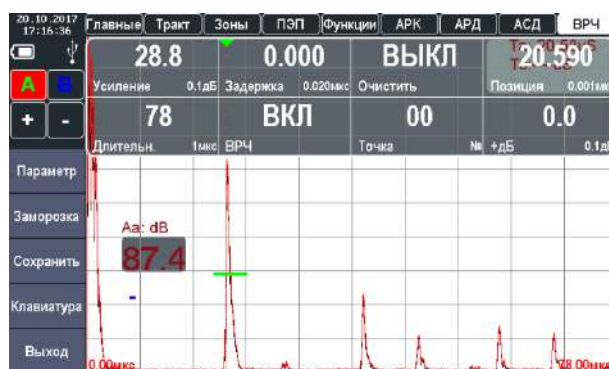 20.10.2017
17:16:36
Главные Тракт Зоны ПЭП Функции АРК АРД АСД ВРЧ
A B
+ -
28.8 0.000 ВЫКЛ 20.590
Усиление 0.1дБ Задержка 0.020мкс Очистить Позиция 0.001мк
78 ВКЛ 00 0.0
Длительн. 1мкс ВРЧ Точка № +дБ 0.1дБ
Параметр
Заморозка
Сохранить
Клавиатура
Выход
Aa: dB
87.4
0.00мкс 78.00мк